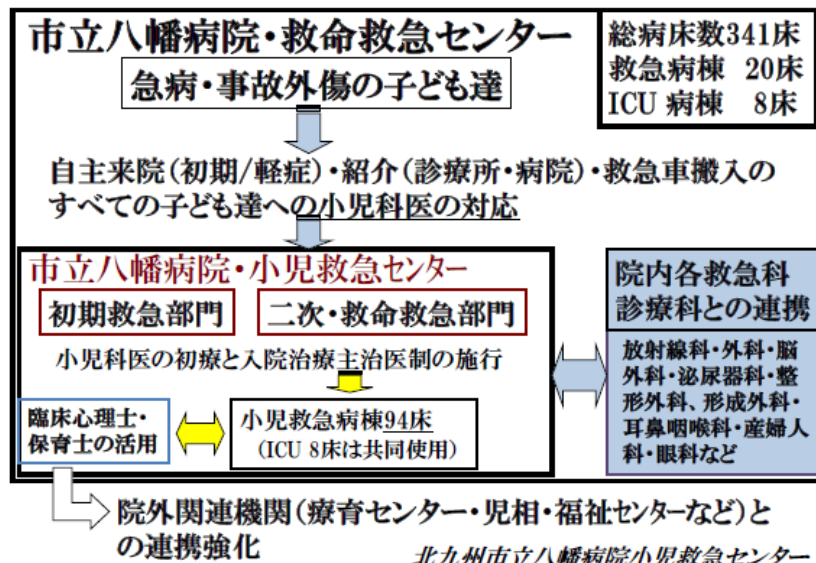 市立八幡病院・救命救急センター
総病床数341床
救急病棟 20床
ICU 病棟 8床
急病・事故外傷の子ども達
自主来院(初期/軽症)・紹介(診療所・病院)・救急車搬入の
すべての子ども達への小児科医の対応
市立八幡病院・小児救急センター
初期救急部門
二次・救命救急部門
小児科医の初療と入院治療主治医制の施行
臨床心理士・
保育士の活用
小児救急病棟94床
(ICU 8床は共同使用)
院内各救急科
診療科との連携
放射線科・外科・脳
外科・泌尿器科・整
形外科、形成外科・
耳鼻咽喉科・産婦人
科・眼科など
院外関連機関(療育センター・児相・福祉センターなど)と
の連携強化
北九州市立八幡病院小児救急センター